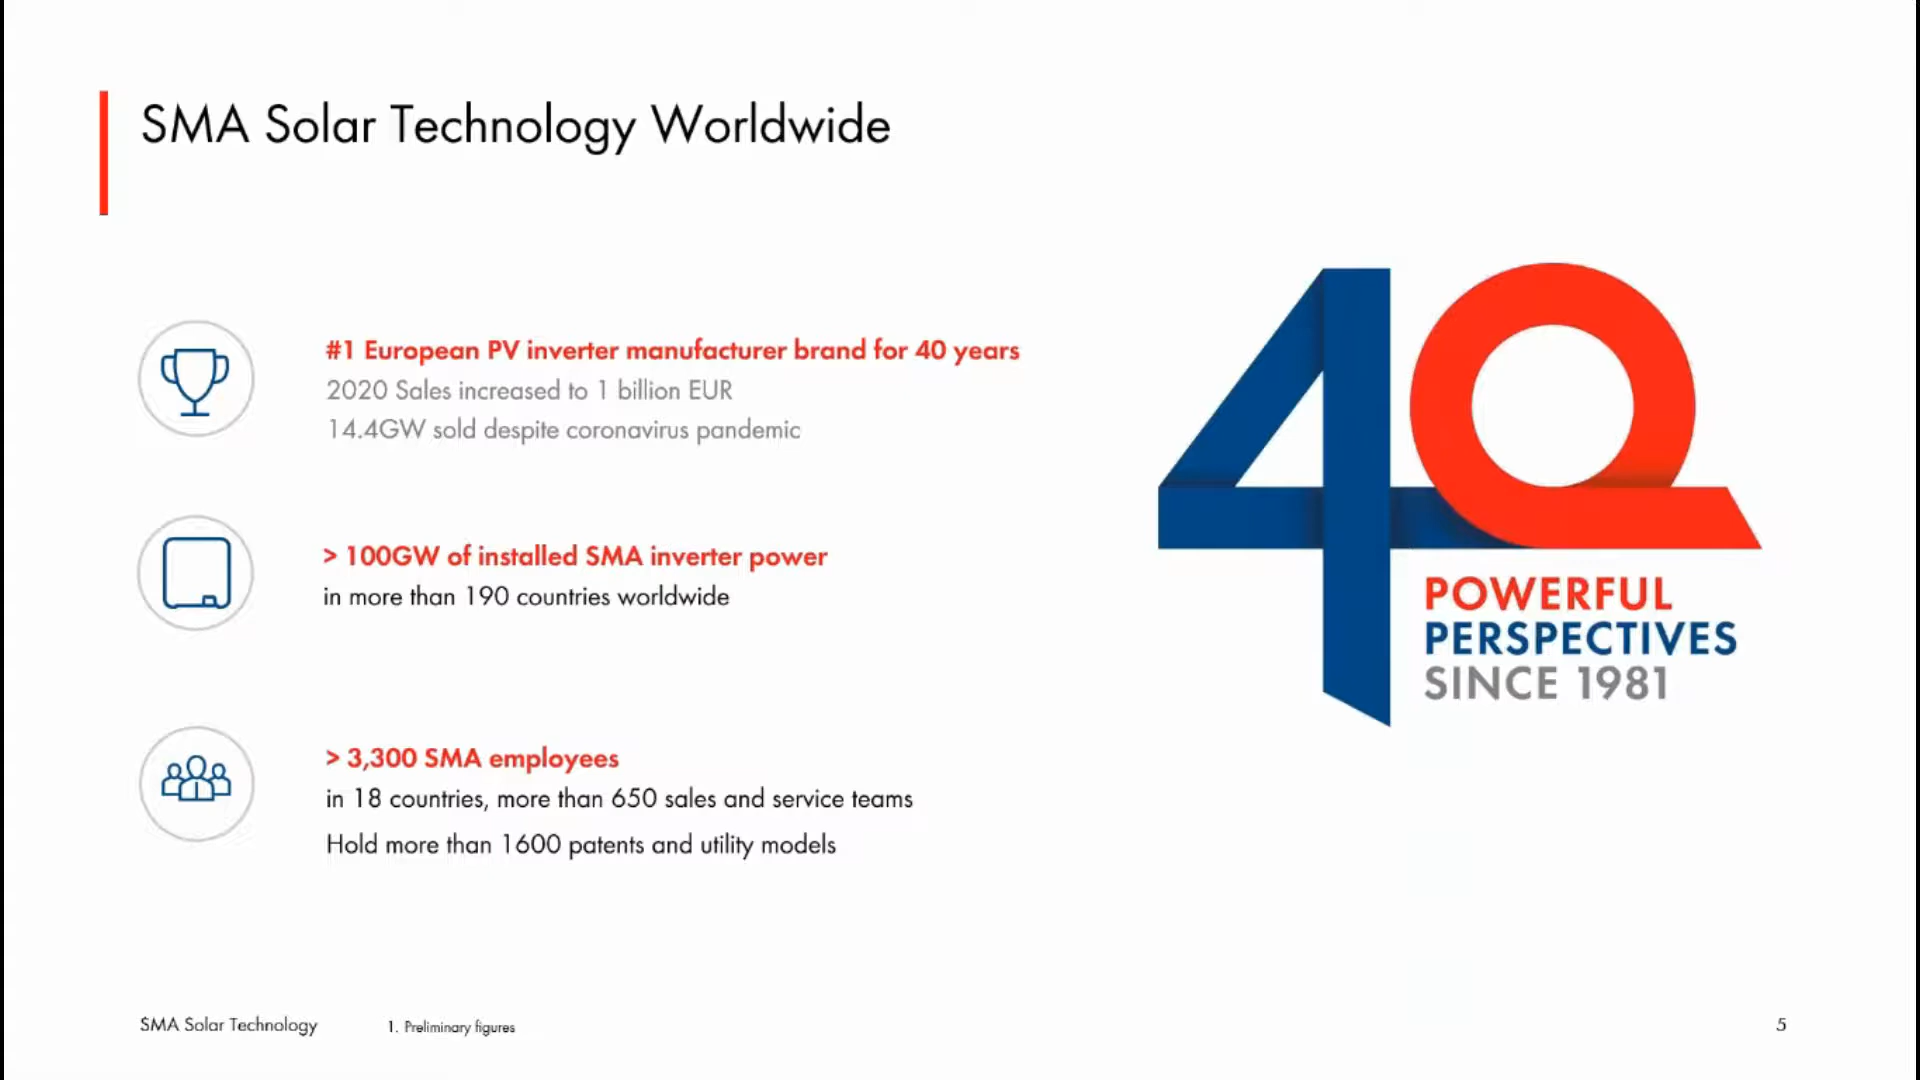 SMA Solar Technology Worldwide
#1 European PV inverter manufacturer brand for 40 years
2020 Sales increased to 1 billion EUR
14.4GW sold despite coronavirus pandemic
> 100GW of installed SMA inverter power
in more than 190 countries worldwide
> 3,300 SMA employees
in 18 countries, more than 650 sales and service teams
Hold more than 1600 patents and utility models
40
POWERFUL
PERSPECTIVES
SINCE 1981
SMA Solar Technology
1. Preliminary figures
5